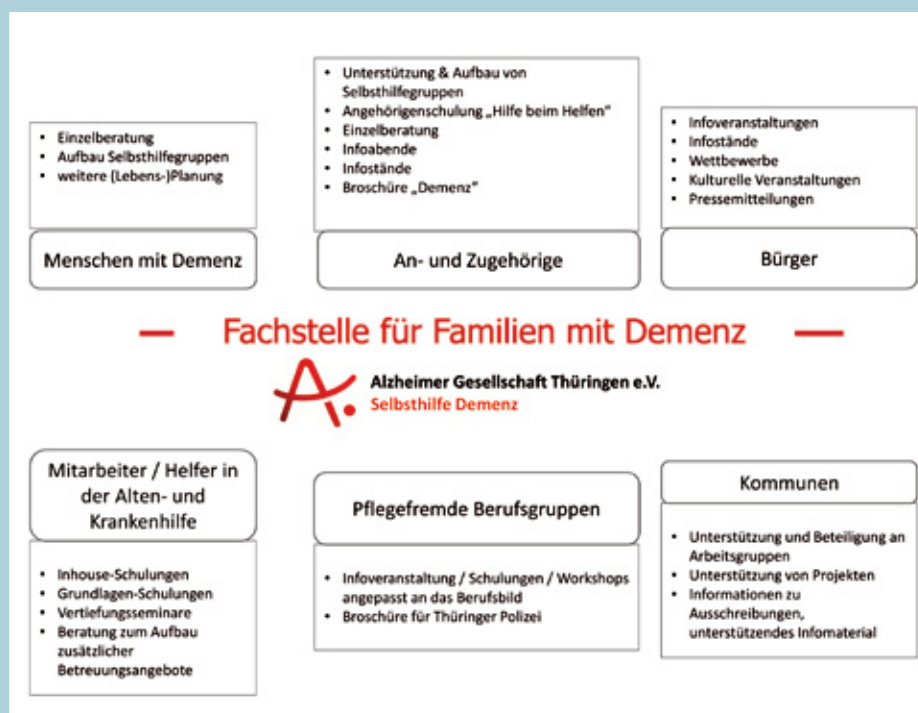 • Einzelberatung
• Aufbau Selbsthilfegruppen
• weitere (Lebens-)Planung
Menschen mit Demenz
• Unterstützung & Aufbau von
Selbsthilfegruppen
• Angehörigenschulung „Hilfe beim Helfen“
• Einzelberatung
• Infoabende
• Infostände
• Broschüre „Demenz“
An- und Zugehörige
• Infoveranstaltungen
• Infostände
• Wettbewerbe
• Kulturelle Veranstaltungen
• Pressemitteilungen
Bürger
— Fachstelle für Familien mit Demenz —
Alzheimer Gesellschaft Thüringen e.V.
Selbsthilfe Demenz
Mitarbeiter / Helfer in
der Alten- und
Krankenhilfe
• Inhouse-Schulungen
• Grundlagen-Schulungen
• Vertiefungsseminare
• Beratung zum Aufbau
zusätzlicher
Betreuungsangebote
Pflegefremde Berufsgruppen
• Infoveranstaltung / Schulungen / Workshops
angepasst an das Berufsbild
• Broschüre für Thüringer Polizei
Kommunen
• Unterstützung und Beteiligung an
Arbeitsgruppen
• Unterstützung von Projekten
• Informationen zu
Ausschreibungen,
unterstützendes Infomaterial